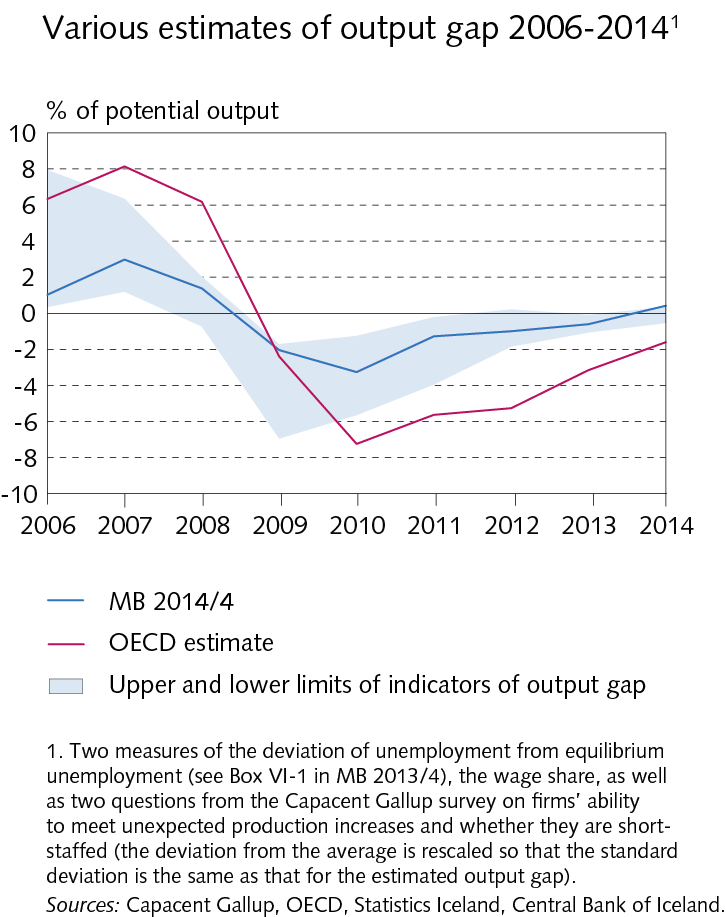 Various estimates of output gap 2006-2014¹
% of potential output
10
8
6
4
2
0
-2
-4
-6
-8
-10
2006 2007 2008 2009 2010 2011 2012 2013 2014
MB 2014/4
OECD estimate
Upper and lower limits of indicators of output gap
1. Two measures of the deviation of unemployment from equilibrium
unemployment (see Box VI-1 in MB 2013/4), the wage share, as well
as two questions from the Capacent Gallup survey on firms' ability
to meet unexpected production increases and whether they are short-
staffed (the deviation from the average is rescaled so that the standard
deviation is the same as that for the estimated output gap).
Sources: Capacent Gallup, OECD, Statistics Iceland, Central Bank of Iceland.